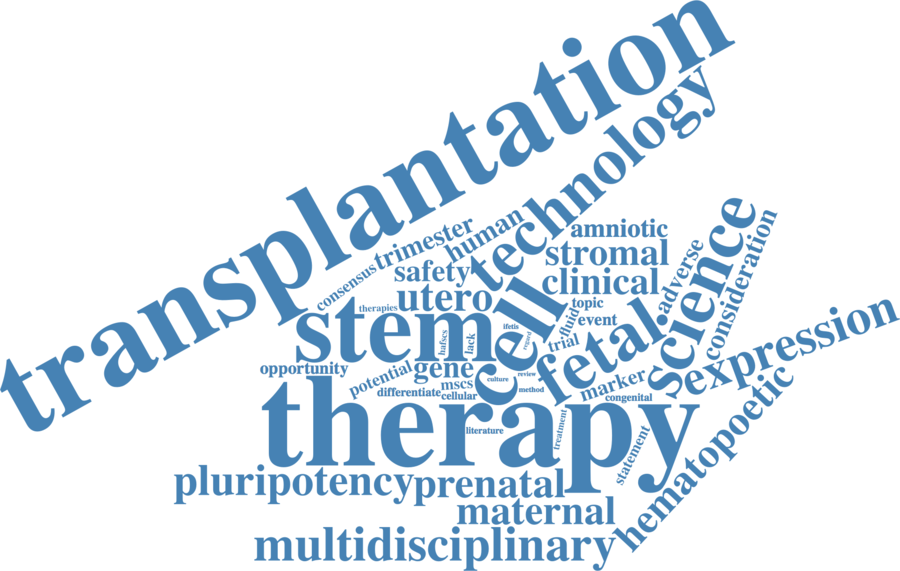 transplantation
technology
trimester
human
amniotic
consensus
safety
stromal
science
utero
clinical
adverse
consideration
therapies
topic
stem
cell
fluid
event
ifetis
hufscs
lack
regard
trial
fetal
expression
opportunity
gene
potential
mscs
culture
review
marker
differentiate
cellular
method
congenital
hematopoetic
therapy
literature
treatment
statement
pluripotency
prenatal
maternal
multidisciplinary